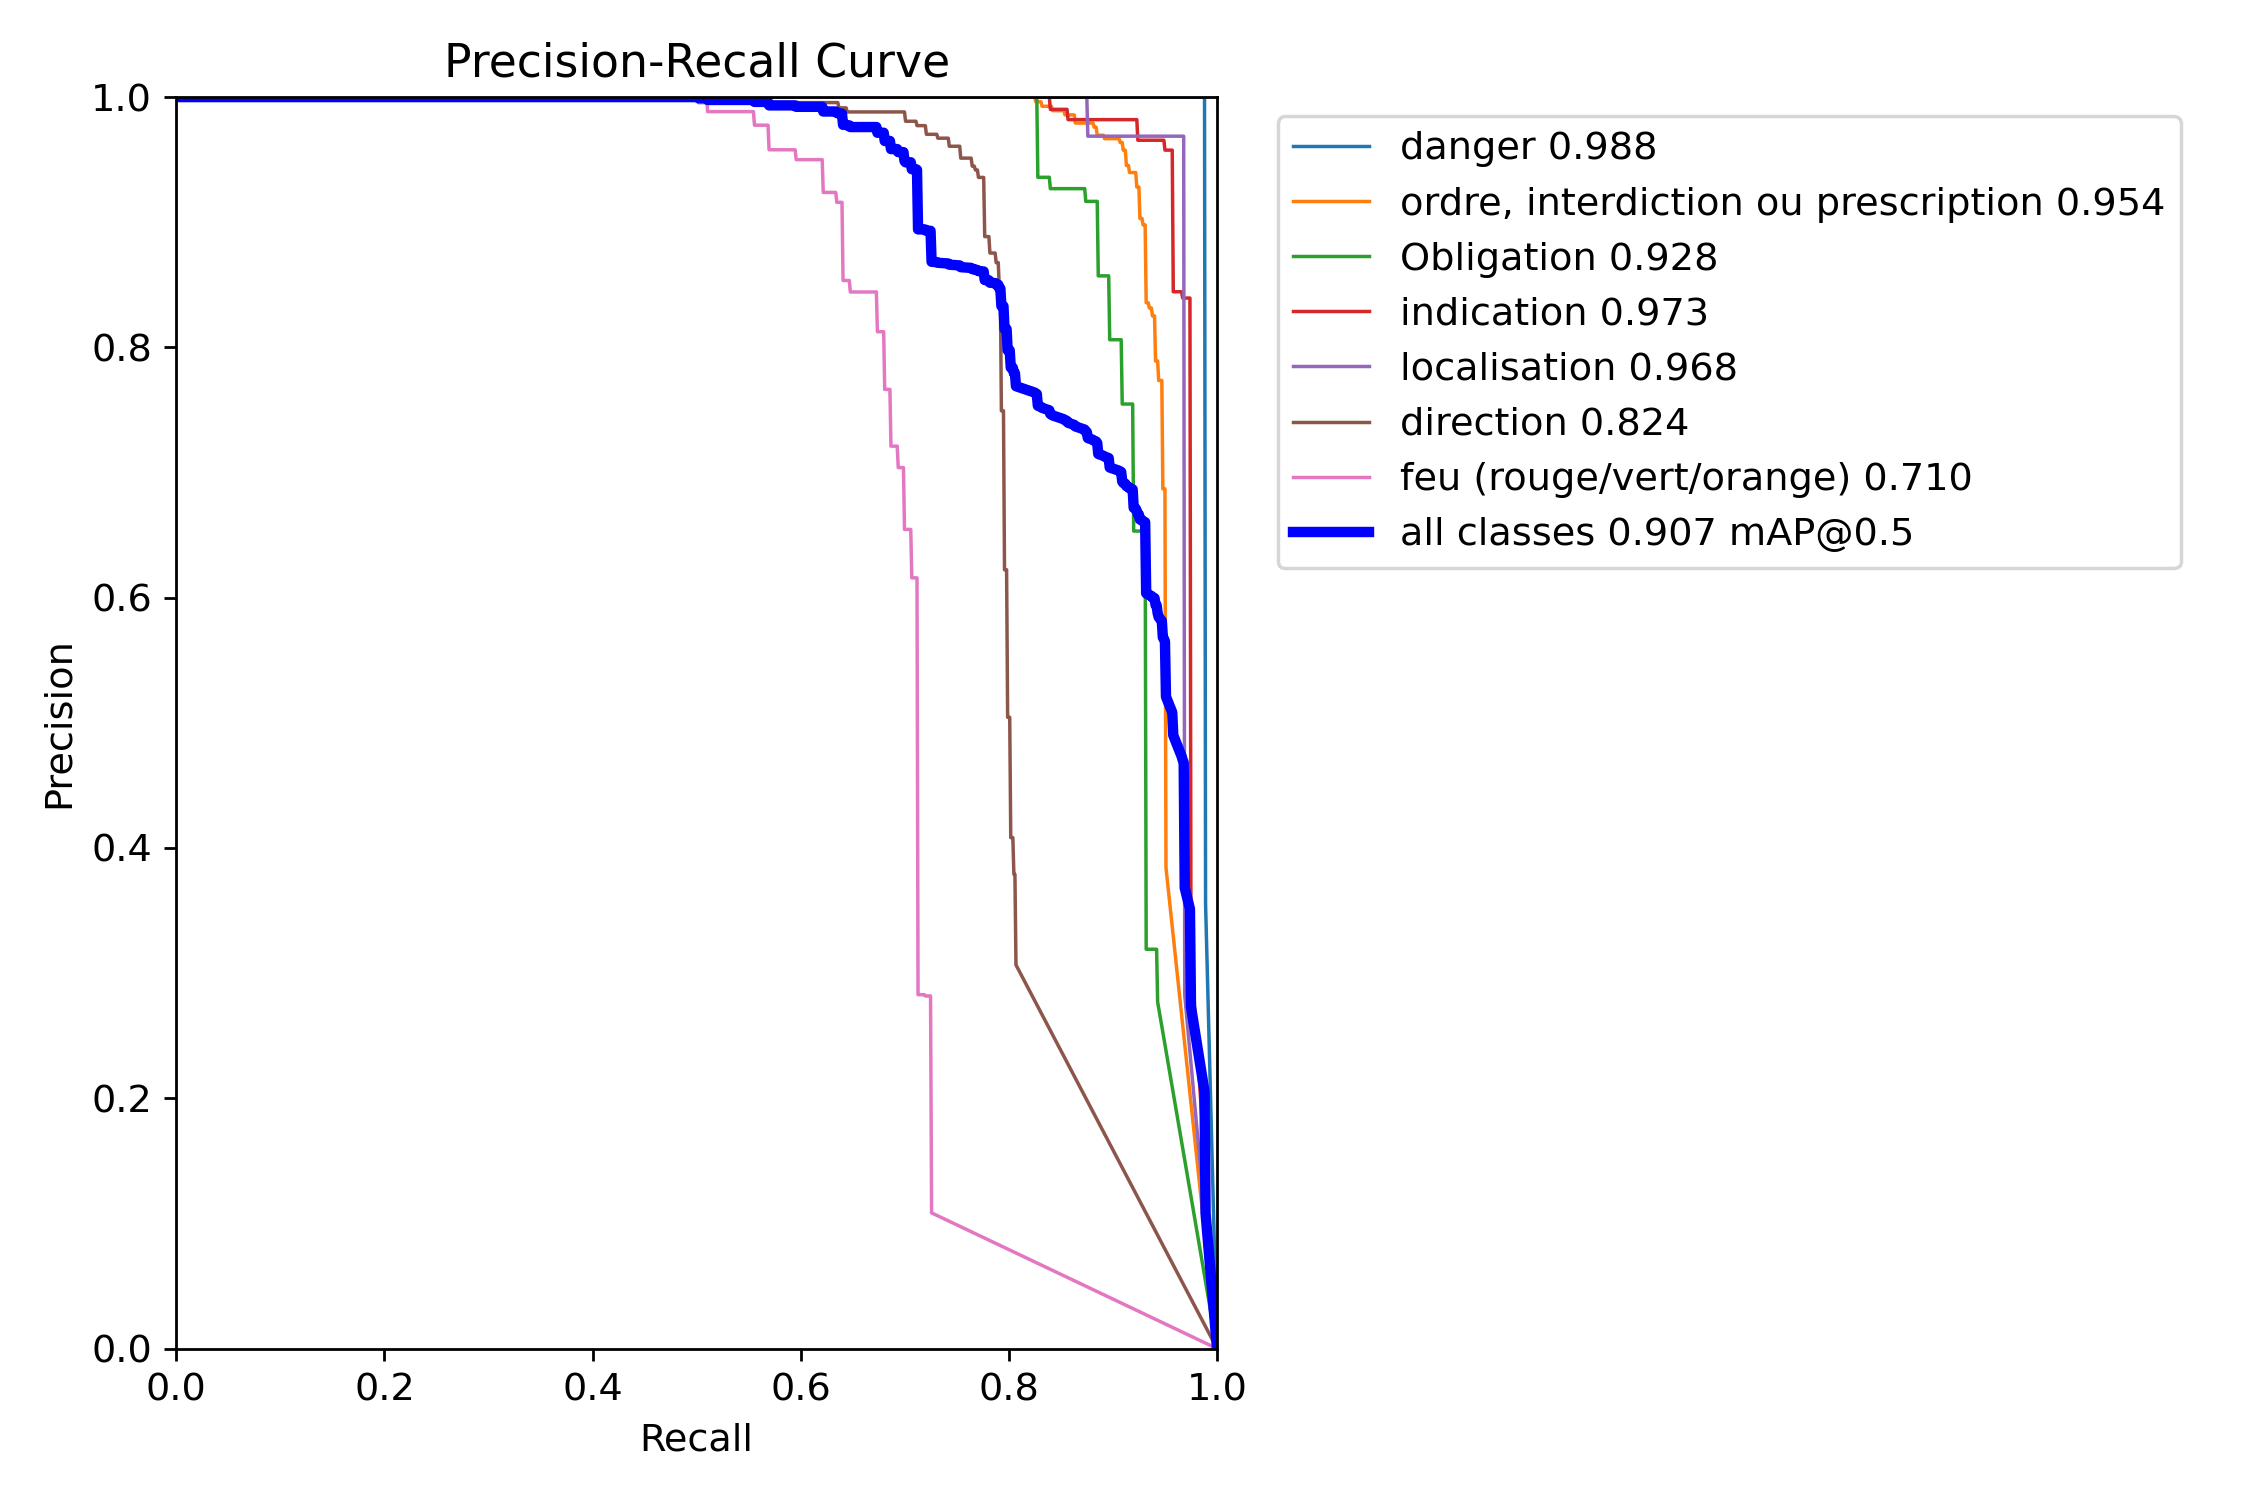 Precision-Recall Curve
1.0
0.8
0.6
0.4
0.2
0.0
Precision
0.0 0.2 0.4 0.6 0.8 1.0
Recall
danger 0.988
ordre, interdiction ou prescription 0.954
Obligation 0.928
indication 0.973
localisation 0.968
direction 0.824
feu (rouge/vert/orange) 0.710
all classes 0.907 mAP@0.5